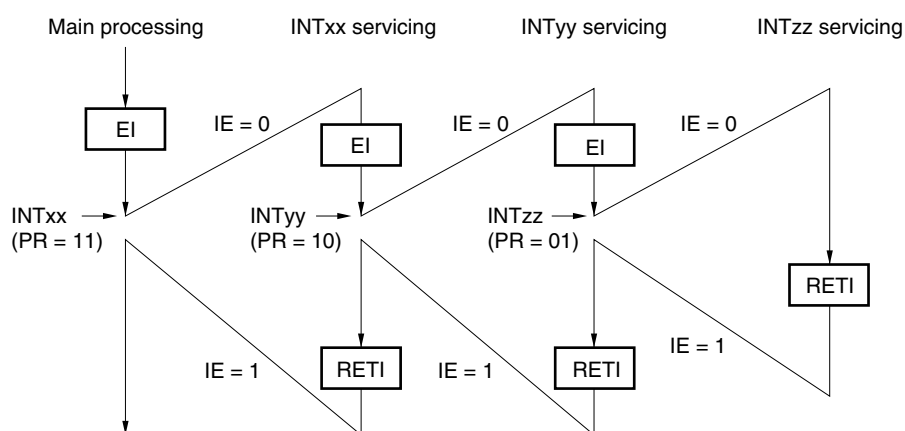 Main processing INTxx servicing INTyy servicing INTzz servicing
EI
IE = 0
EI
IE = 0
EI
IE = 0
INTxx
(PR = 11)
INTyy
(PR = 10)
INTzz
(PR = 01)
RETI
IE = 1
RETI
IE = 1
RETI
IE = 1